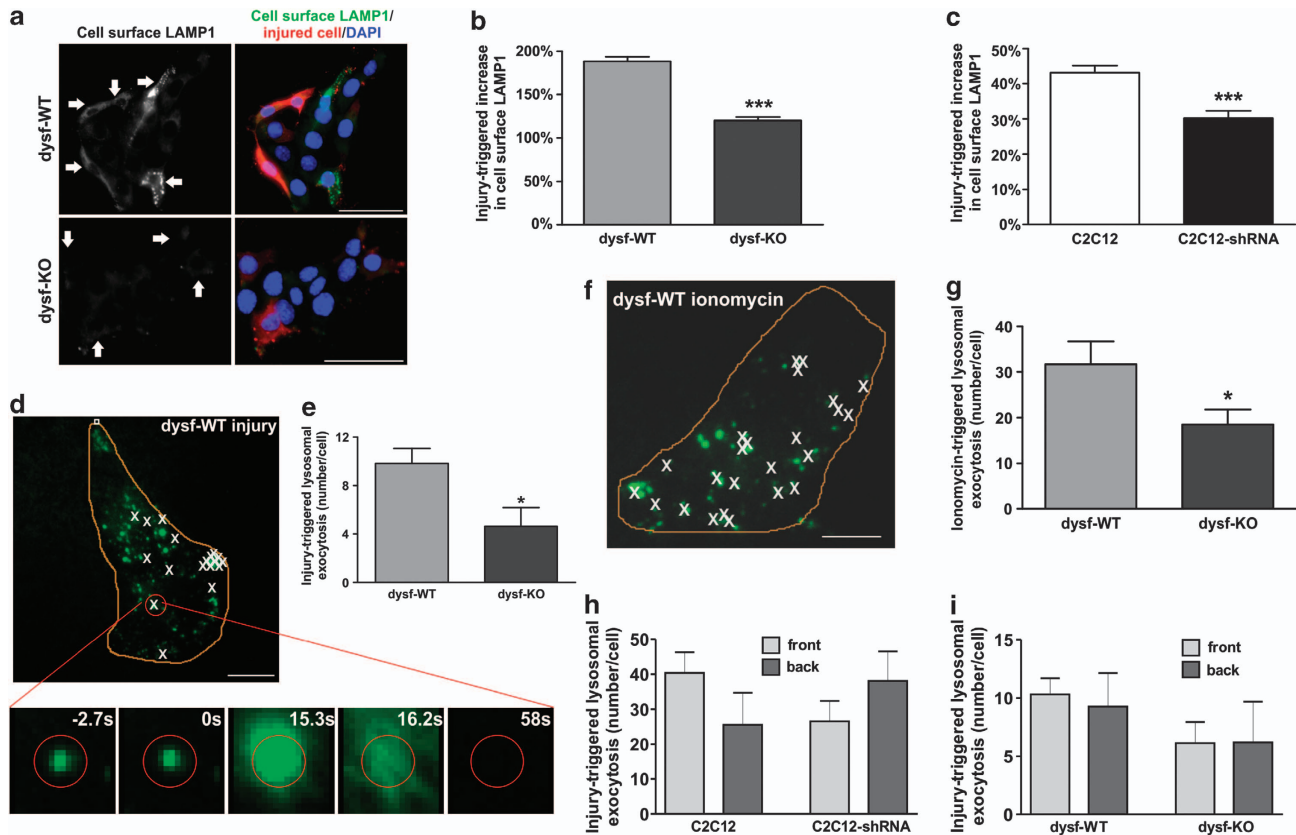 a
Cell surface LAMP1
Cell surface LAMP1/
injured cell/DAPI
dysf-WT
dysf-KO
b
Injury-triggered increase
in cell surface LAMP1
200%
150%
100%
50%
0%
***
dysf-WT
dysf-KO
c
Injury-triggered increase
in cell surface LAMP1
50%
40%
30%
20%
10%
0%
***
C2C12
C2C12-shRNA
d
dysf-WT injury
X X X X X X X X X X X X X X X X
-2.7s
0s
15.3s
16.2s
58s
e
Injury-triggered lysosomal
exocytosis (number/cell)
12
8
4
0
*
dysf-WT
dysf-KO
f
dysf-WT ionomycin
X X X X X X X X X X X X X X X X X X X X X X X
g
Ionomycin-triggered lysosomal
exocytosis (number/cell)
40
30
20
10
0
*
dysf-WT
dysf-KO
h
Injury-triggered lysosomal
exocytosis (number/cell)
50
40
30
20
10
0
front
back
C2C12
C2C12-shRNA
i
Injury-triggered lysosomal
exocytosis (number/cell)
15
10
5
0
front
back
dysf-WT
dysf-KO